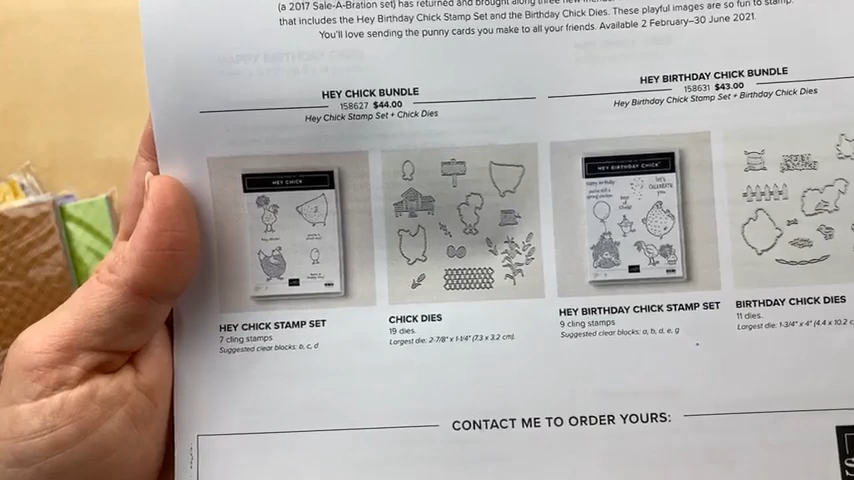 (a 2017 Sale-A-Bration set) has returned and brought along three new
that includes the Hey Birthday Chick Stamp Set and the Birthday Chick Dies. These playful images are so fun to stamp.
You'll love sending the punny cards you make to all your friends. Available 2 February–30 June 2021.
HEY CHICK BUNDLE
158627 $44.00
Hey Chick Stamp Set + Chick Dies
HEY BIRTHDAY CHICK BUNDLE
158631 $43.00
Hey Birthday Chick Stamp Set + Birthday Chick Dies
HEY CHICK
HEY BIRTHDAY CHICK
HEY CHICK STAMP SET
7 cling stamps
Suggested clear blocks: b, c, d
CHICK DIES
19 dies.
Largest die: 2-7/8" x 1-1/4" (7.3 x 3.2 cm).
HEY BIRTHDAY CHICK STAMP SET
9 cling stamps
Suggested clear blocks: a, b, d, e, g
BIRTHDAY CHICK DIES
11 dies.
Largest die: 1-3/4" x 4" (4.4 x 10.2 c
CONTACT ME TO ORDER YOURS: